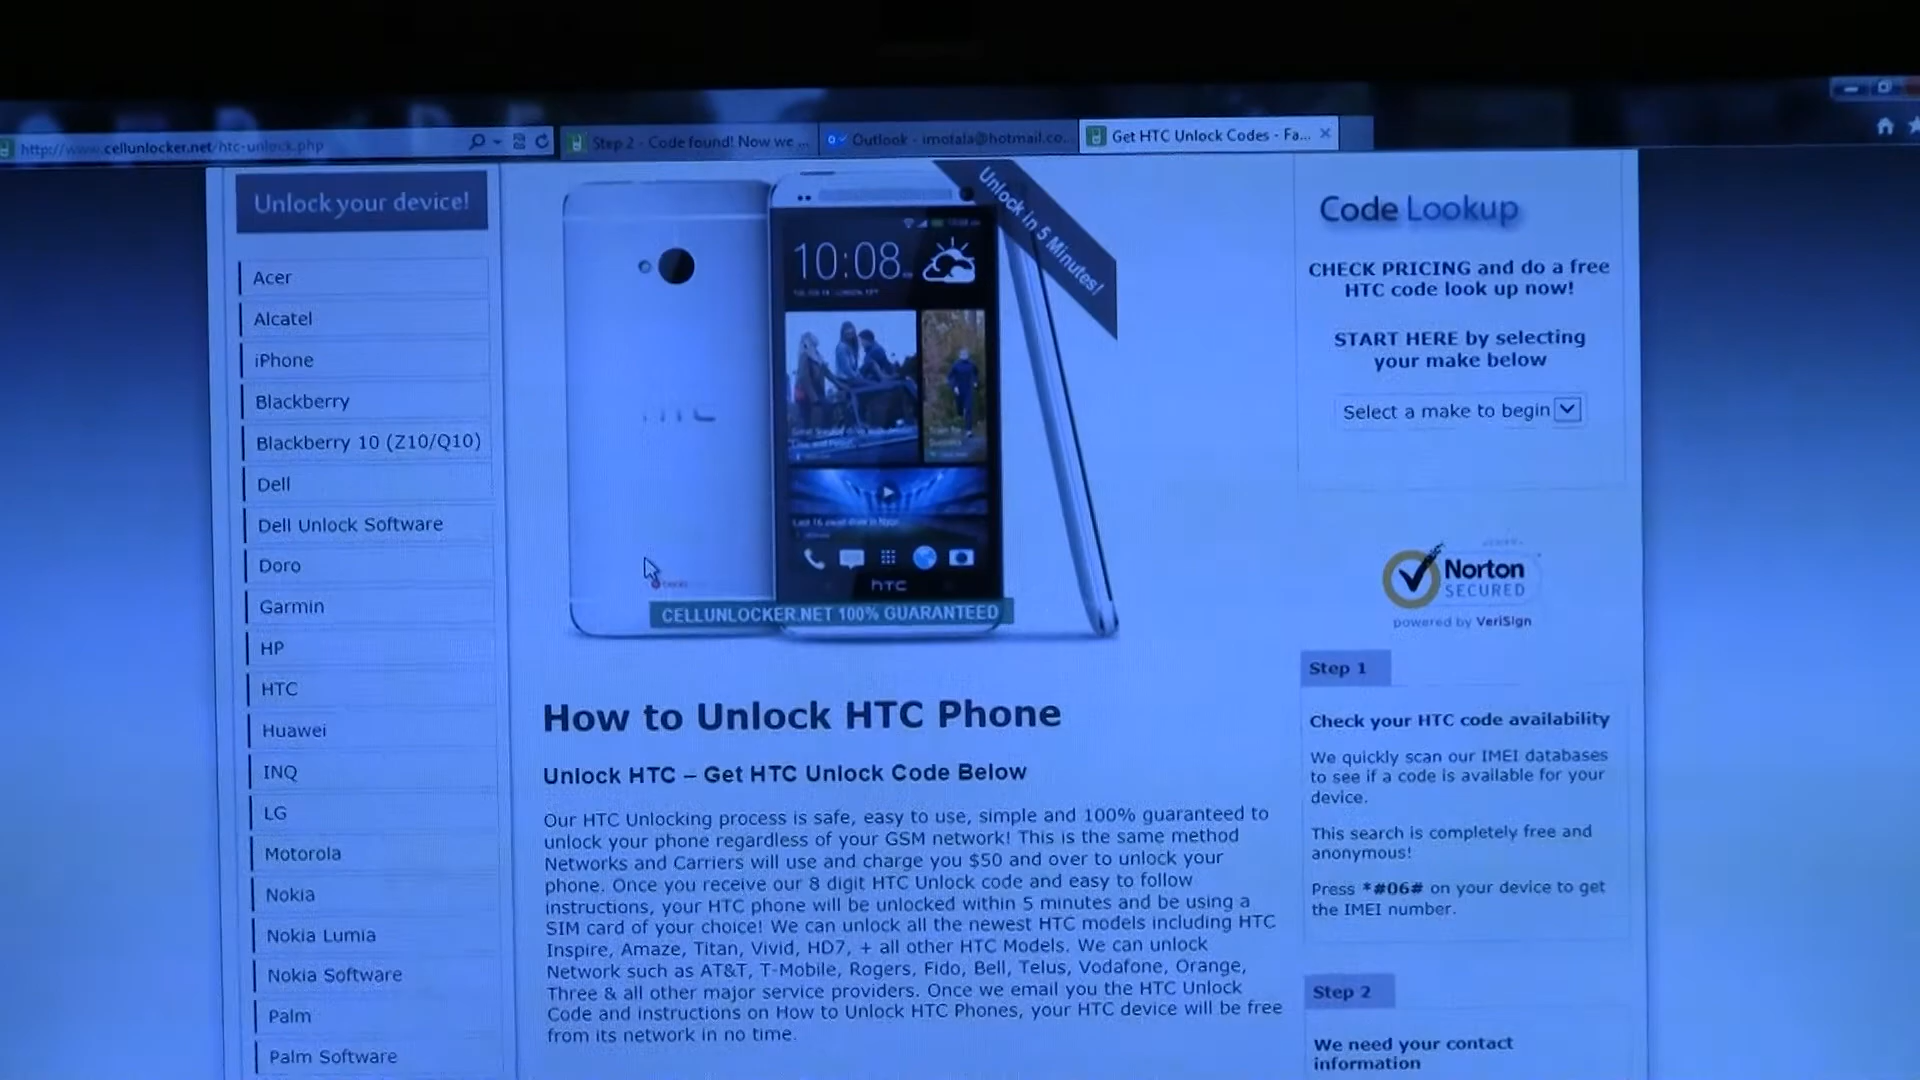 http://www.cellunlocker.net/htc-unlock.php
Step 2 - Code found! Now we ...
Outlook - imotala@hotmail.co...
Get HTC Unlock Codes - Fa...
Unlock your device!
Acer
Alcatel
iPhone
Blackberry
Blackberry 10 (Z10/Q10)
Dell
Dell Unlock Software
Doro
Garmin
HP
HTC
Huawei
INQ
LG
Motorola
Nokia
Nokia Lumia
Nokia Software
Palm
Palm Software
Unlock in 5 Minutes!
10:08
hTC
hTC
CELLUNLOCKER.NET 100% GUARANTEED
How to Unlock HTC Phone
Unlock HTC – Get HTC Unlock Code Below
Our HTC Unlocking process is safe, easy to use, simple and 100% guaranteed to
unlock your phone regardless of your GSM network! This is the same method
Networks and Carriers will use and charge you $50 and over to unlock your
phone. Once you receive our 8 digit HTC Unlock code and easy to follow
instructions, your HTC phone will be unlocked within 5 minutes and be using a
SIM card of your choice! We can unlock all the newest HTC models including HTC
Inspire, Amaze, Titan, Vivid, HD7, + all other HTC Models. We can unlock
Network such as AT&T, T-Mobile, Rogers, Fido, Bell, Telus, Vodafone, Orange,
Three & all other major service providers. Once we email you the HTC Unlock
Code and instructions on How to Unlock HTC Phones, your HTC device will be free
from its network in no time.
Code Lookup
CHECK PRICING and do a free
HTC code look up now!
START HERE by selecting
your make below
Select a make to begin
Norton
SECURED
powered by VeriSign
Step 1
Check your HTC code availability
We quickly scan our IMEI databases
to see if a code is available for your
device.
This search is completely free and
anonymous!
Press *#06# on your device to get
the IMEI number.
Step 2
We need your contact
information